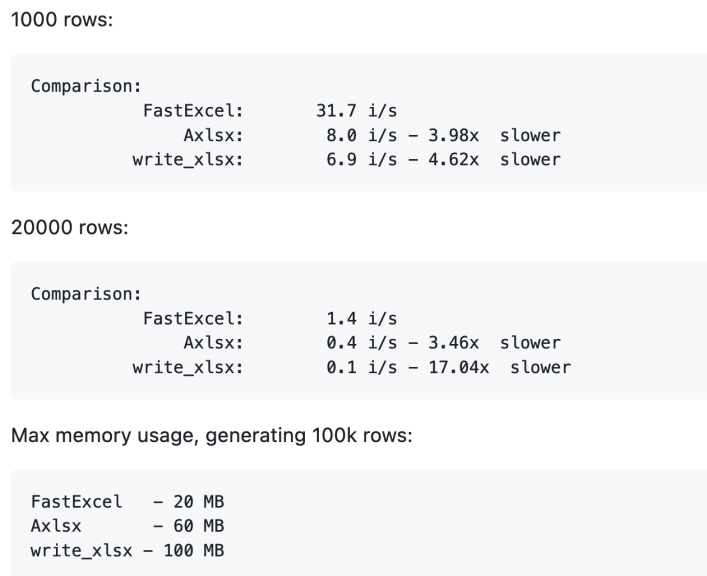 1000 rows:
Comparison:
FastExcel: 31.7 i/s
Axlsx: 8.0 i/s – 3.98x slower
write_xlsx: 6.9 i/s – 4.62x slower
20000 rows:
Comparison:
FastExcel: 1.4 i/s
Axlsx: 0.4 i/s – 3.46x slower
write_xlsx: 0.1 i/s – 17.04x slower
Max memory usage, generating 100k rows:
FastExcel – 20 MB
Axlsx – 60 MB
write_xlsx – 100 MB